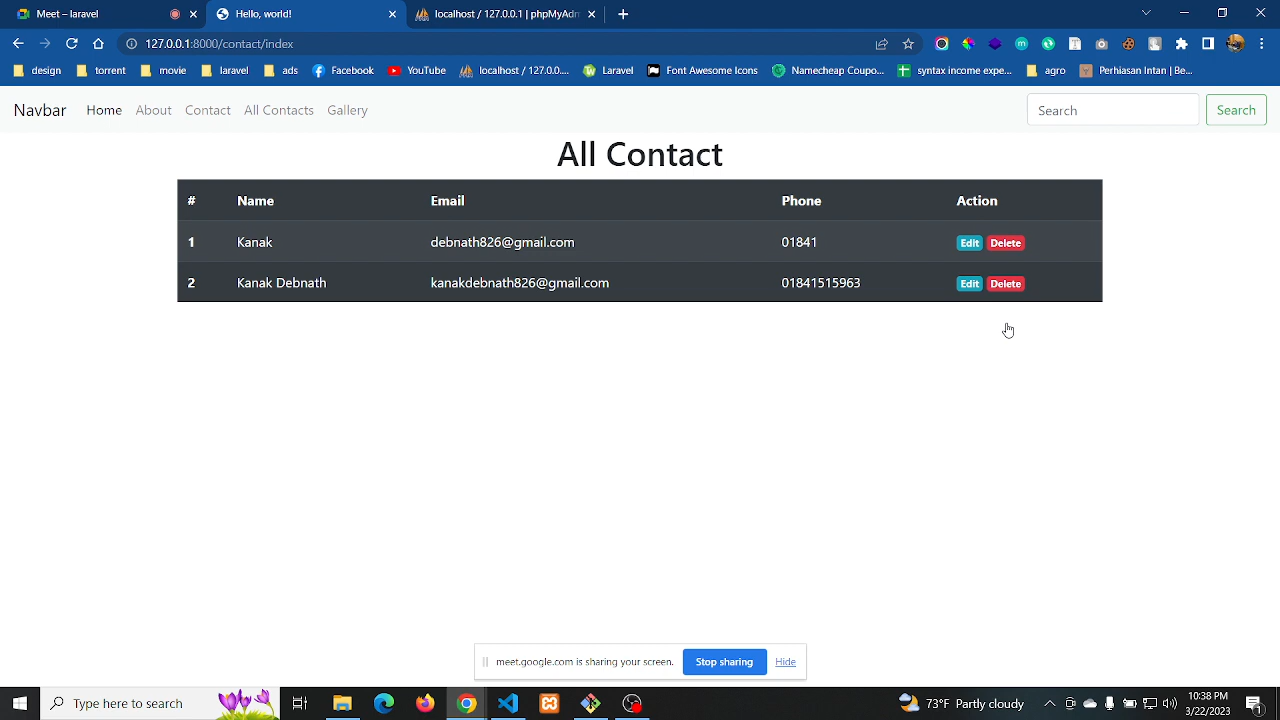 Meet – laravel
Hello, world!
localhost / 127.0.0.1 | phpMyAdm
127.0.0.1:8000/contact/index
design torrent movie laravel ads Facebook YouTube localhost / 127.0.0... Laravel Font Awesome Icons Namecheap Coupo... syntax income expe... agro Perhiasan Intan | Be...
Navbar Home About Contact All Contacts Gallery Search Search
All Contact
# Name Email Phone Action
1 Kanak debnath826@gmail.com 01841 Edit Delete
2 Kanak Debnath kanakdebnath826@gmail.com 01841515963 Edit Delete
meet.google.com is sharing your screen. Stop sharing Hide
Type here to search
73°F Partly cloudy
10:38 PM
3/22/2023